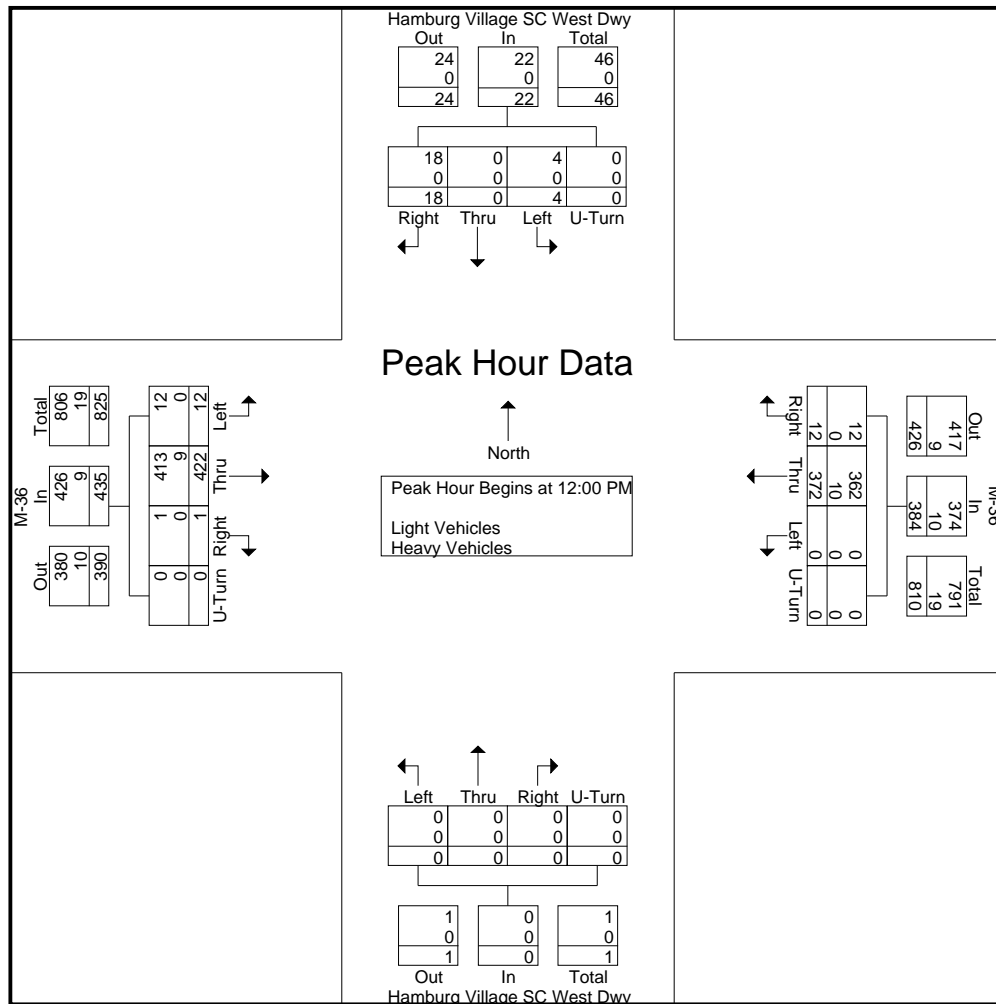 Hamburg Village SC West Dwy
Out In Total
24 22 46
0 0 0
24 22 46
18 0 4 0
0 0 0 0
18 0 4 0
Right Thru Left U-Turn
Peak Hour Data
North
Peak Hour Begins at 12:00 PM
Light Vehicles
Heavy Vehicles
M-36
Total In Out
806 426 380
19 9 10
825 435 390
12 413 1 0
0 9 0 0
12 422 1 0
Left Thru Right U-Turn
M-36
Out In Total
417 374 791
9 10 19
426 384 810
12 362 0 0
0 10 0 0
12 372 0 0
Right Thru Left U-Turn
Left Thru Right U-Turn
0 0 0 0
0 0 0 0
0 0 0 0
1 0 1
0 0 0
1 0 1
Out In Total
Hamburg Village SC West Dwy